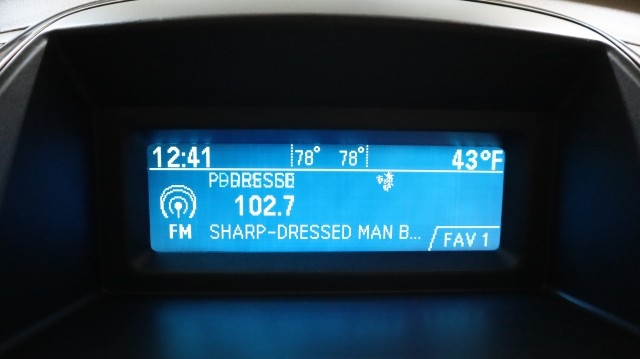 12:41 78° 78° 43°F
102.7
FM SHARP-DRESSED MAN B... FAV 1